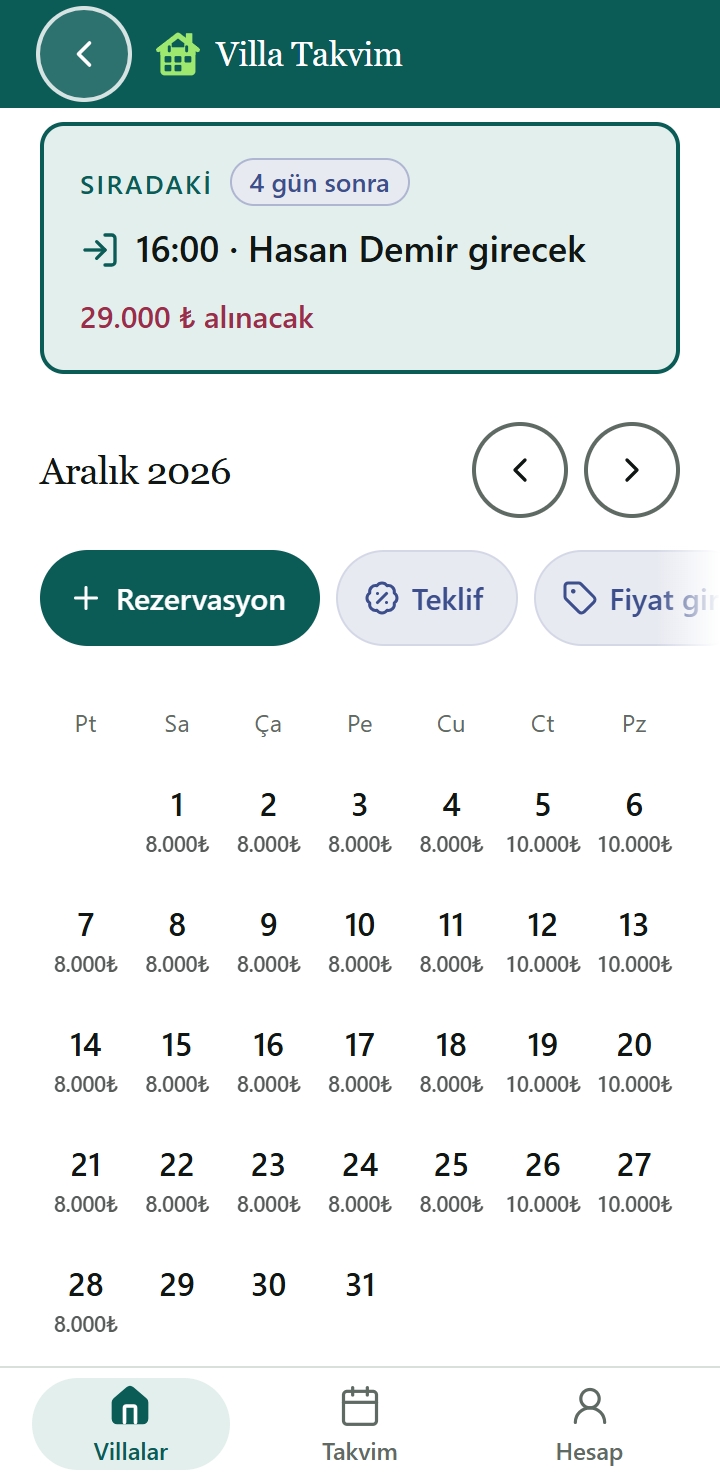 Villa Takvim
SIRADAKİ 4 gün sonra
16:00 · Hasan Demir girecek
29.000 ₺ alınacak
Aralık 2026
Rezervasyon Teklif Fiyat gir
Pt Sa Ça Pe Cu Ct Pz
1 2 3 4 5 6
8.000₺ 8.000₺ 8.000₺ 8.000₺ 10.000₺ 10.000₺
7 8 9 10 11 12 13
8.000₺ 8.000₺ 8.000₺ 8.000₺ 8.000₺ 10.000₺ 10.000₺
14 15 16 17 18 19 20
8.000₺ 8.000₺ 8.000₺ 8.000₺ 8.000₺ 10.000₺ 10.000₺
21 22 23 24 25 26 27
8.000₺ 8.000₺ 8.000₺ 8.000₺ 8.000₺ 10.000₺ 10.000₺
28 29 30 31
8.000₺
Villalar Takvim Hesap